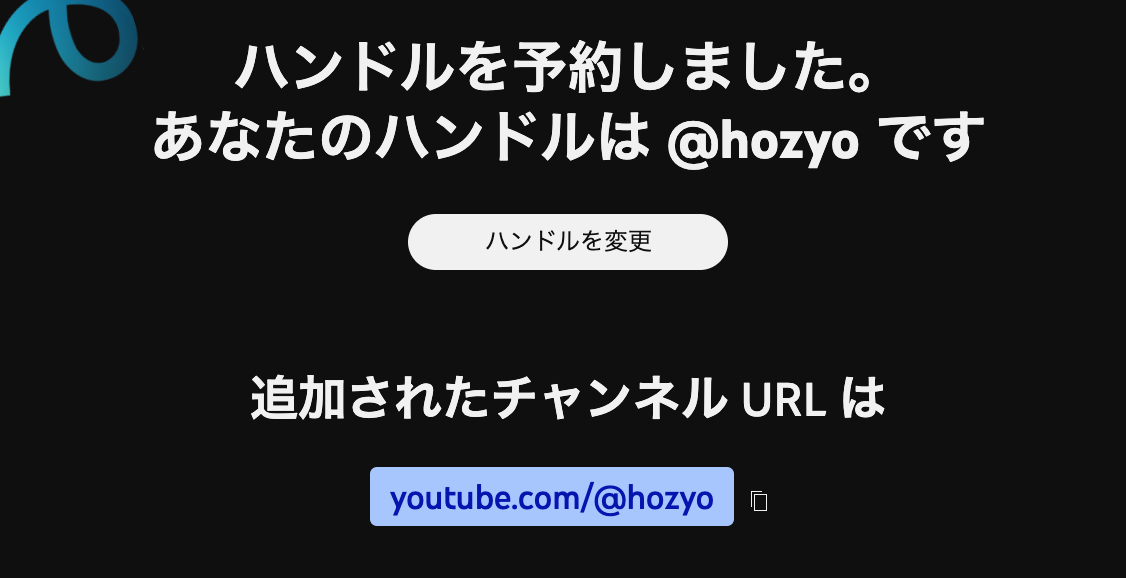 ハンドルを予約しました。
あなたのハンドルは @hozyo です
ハンドルを変更
追加されたチャンネル URL は
youtube.com/@hozyo